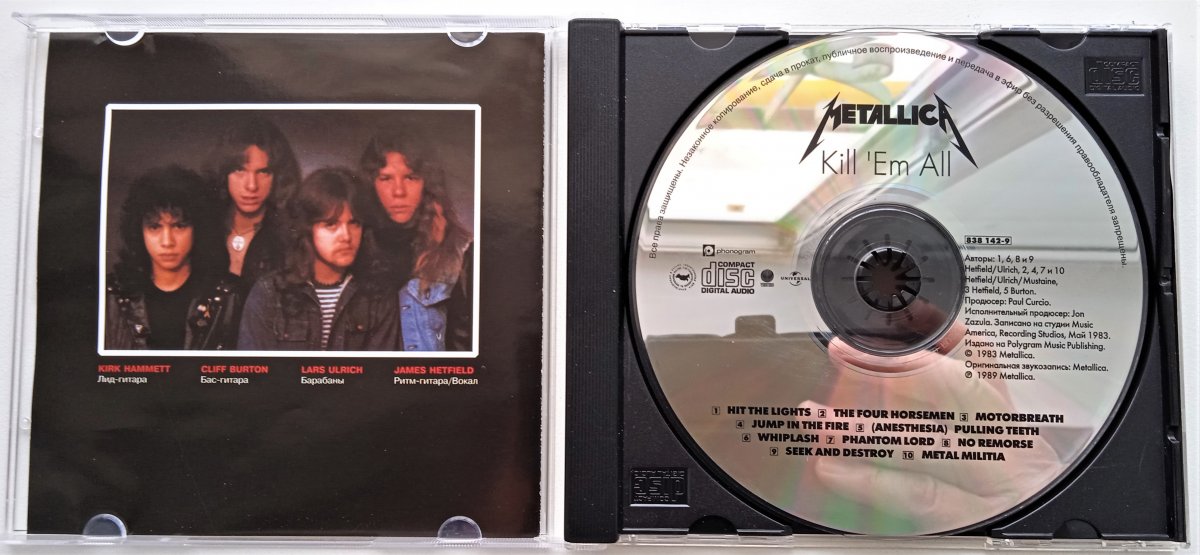 KIRK HAMMETT
Лид-гитара
CLIFF BURTON
Бас-гитара
LARS ULRICH
Барабаны
JAMES HETFIELD
Ритм-гитара/Вокал
Все права защищены. Незаконное копирование, сдача в прокат, публичное воспроизведение и передача в эфир без разрешения правообладателя запрещены.
METALLICA
Kill 'Em All
838 142-9
phonogram
COMPACT
disc
DIGITAL AUDIO
UNIVERSAL
Авторы: 1, 6, 8 и 9
Hetfield/Ulrich, 2, 4, 7 и 10
Hetfield/Ulrich/Mustaine,
3 Hetfield, 5 Burton.
Продюсер: Paul Curcio.
Исполнительный продюсер: Jon
Zazula. Записано на студии Music
America, Recording Studios, Май 1983.
Издано на Polygram Music Publishing.
© 1983 Metallica.
Оригинальная звукозапись: Metallica.
℗ 1989 Metallica.
1 HIT THE LIGHTS 2 THE FOUR HORSEMEN 3 MOTORBREATH
4 JUMP IN THE FIRE 5 (ANESTHESIA) PULLING TEETH
6 WHIPLASH 7 PHANTOM LORD 8 NO REMORSE
9 SEEK AND DESTROY 10 METAL MILITIA
COMPACT
disc
DIGITAL AUDIO